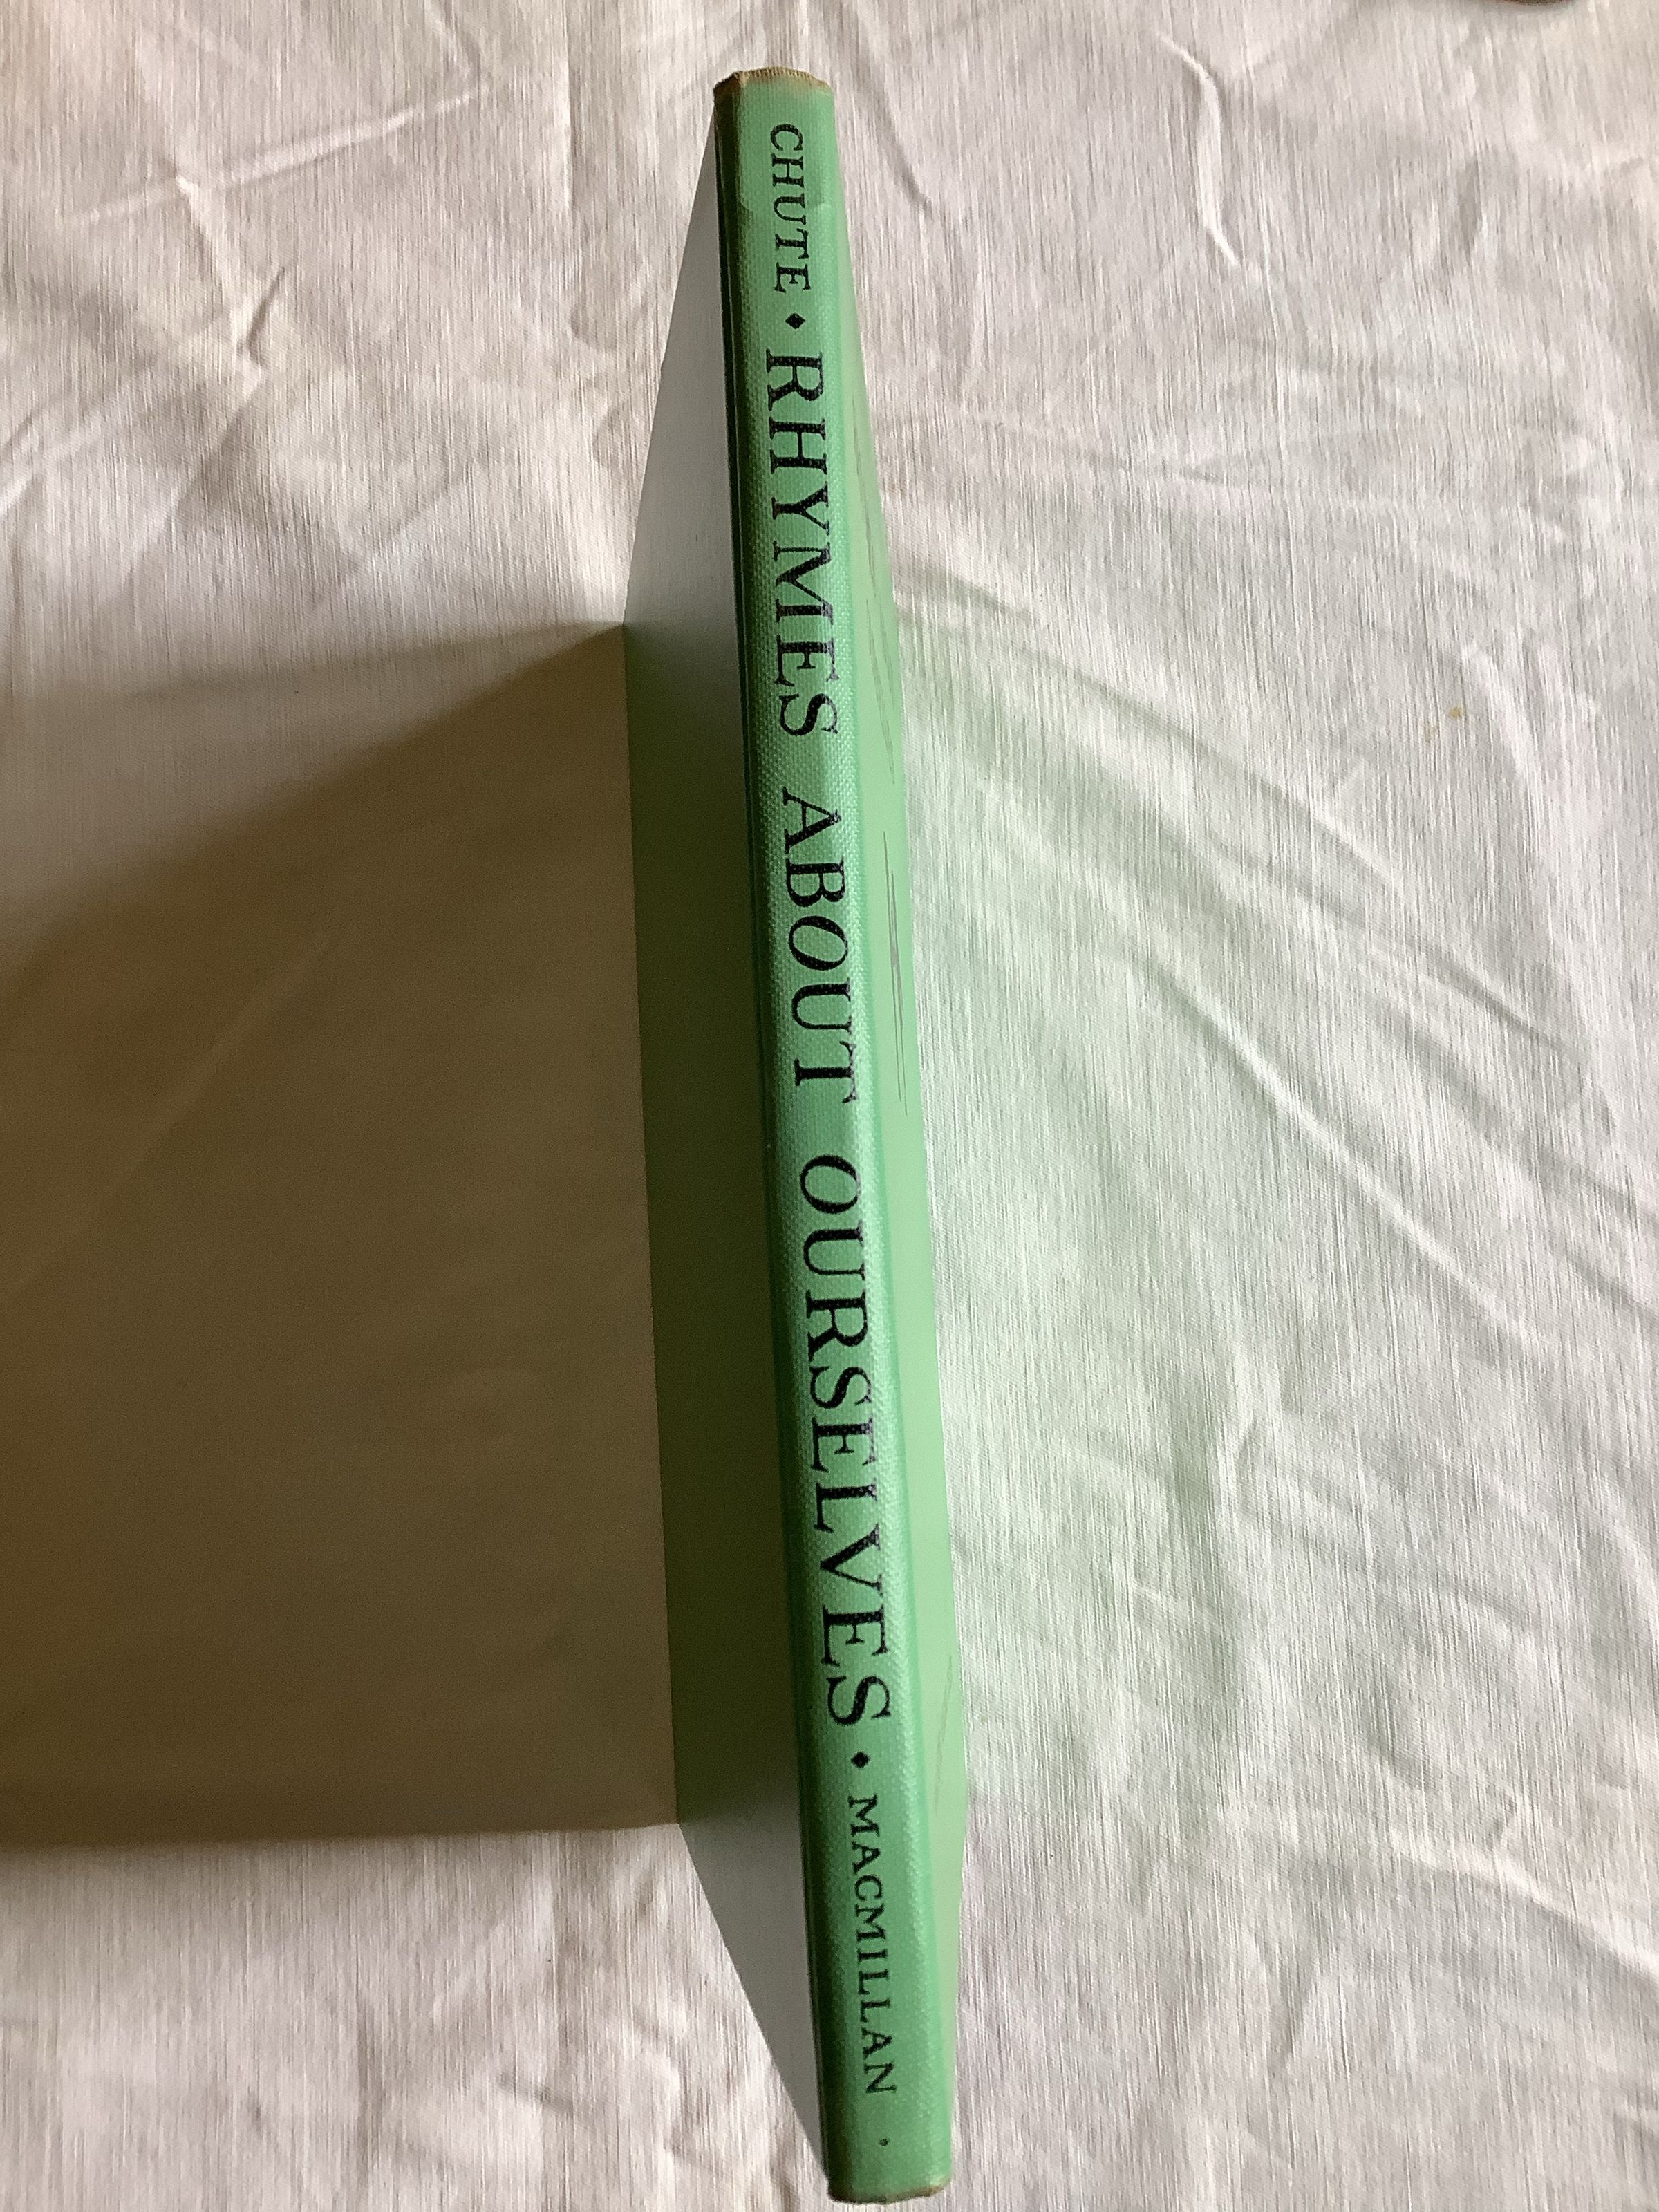 CHUTE ♦ RHYMES ABOUT OURSELVES ♦ MACMILLAN